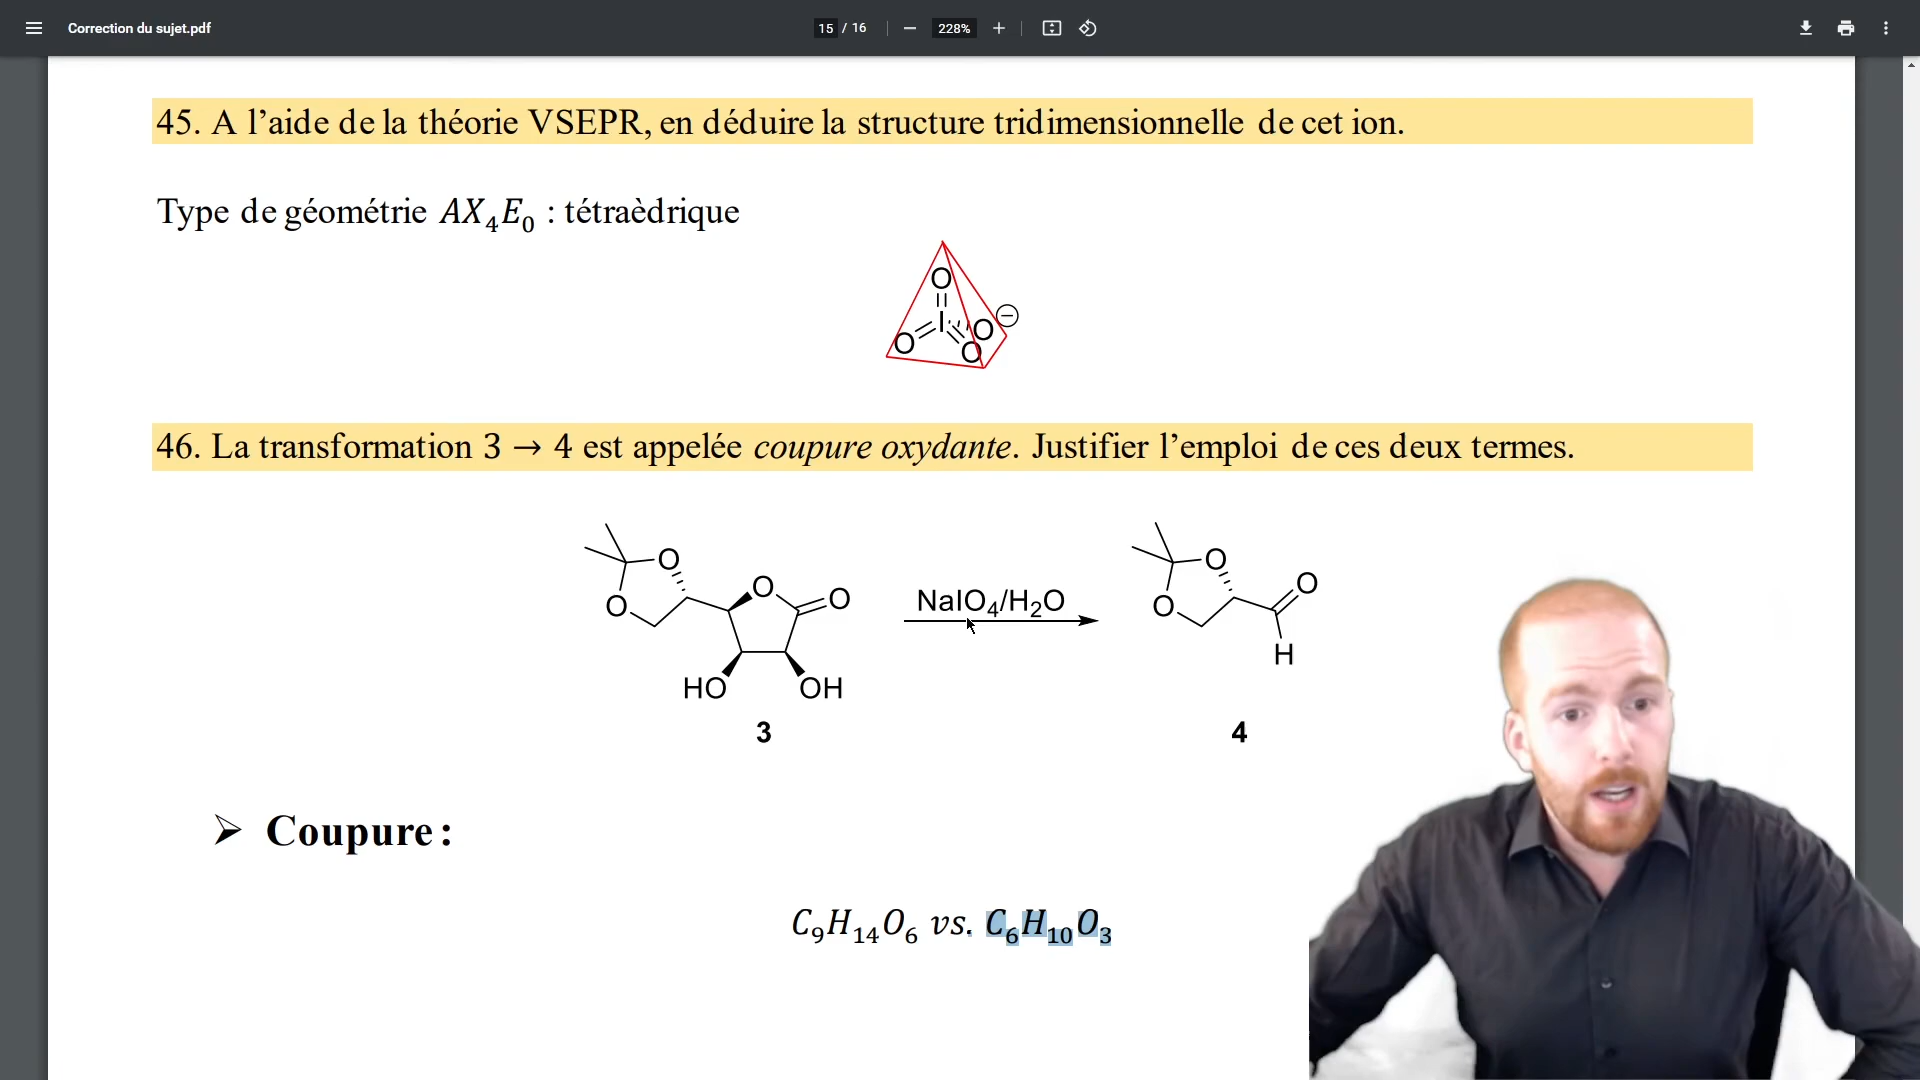 Correction du sujet.pdf
15 / 16
228%
45. A l’aide de la théorie VSEPR, en déduire la structure tridimensionnelle de cet ion.
Type de géométrie AX₄E₀ : tétraèdrique
O
I
O
O
O
⊖
46. La transformation 3 → 4 est appelée coupure oxydante. Justifier l’emploi de ces deux termes.
O
O
O
O
HO
OH
3
NaIO₄/H₂O
O
O
O
H
4
➢ Coupure :
C₉H₁₄O₆ vs. C₆H₁₀O₃